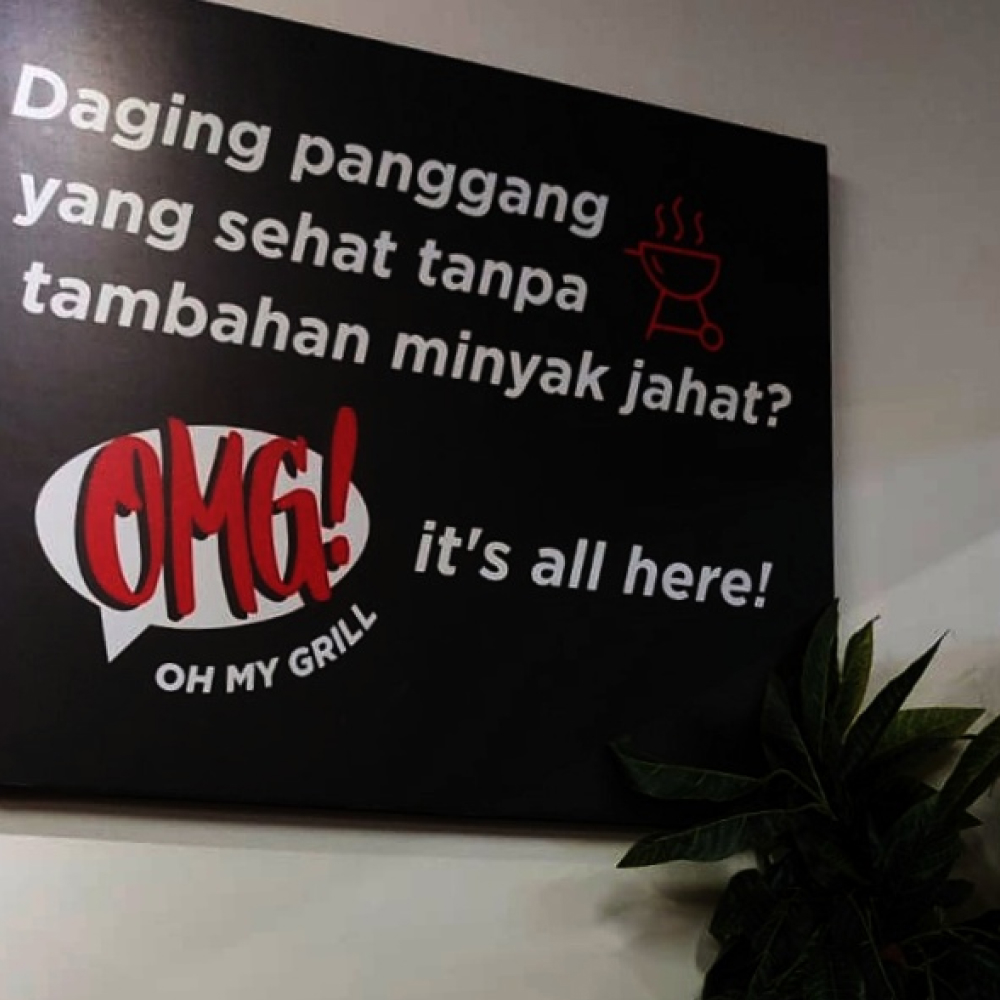 Daging panggang
yang sehat tanpa
tambahan minyak jahat?
OMG!
OH MY GRILL
it's all here!